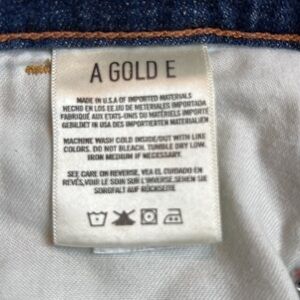 A GOLD E
MADE IN U.S.A OF IMPORTED MATERIALS
HECHO EN LOS EE.UU DE METERIALES IMPORTADA
FABRIQUÉ AUX ETATS-UNIS DU MATÉRIELS IMPORTE
GEBILDET IN USA DES IMPORTIERTEN MATERIALIEN
MACHINE WASH COLD INSIDE/OUT WITH LIKE
COLORS. DO NOT BLEACH. TUMBLE DRY LOW.
IRON MEDIUM IF NECESSARY.
SEE CARE ON REVERSE. VEA EL CUIDADO EN
REVÉS. VOIR LE SOIN SUR L'INVERSE. SEHEN SIE
SORGFALT AUF RÜCKSEITE